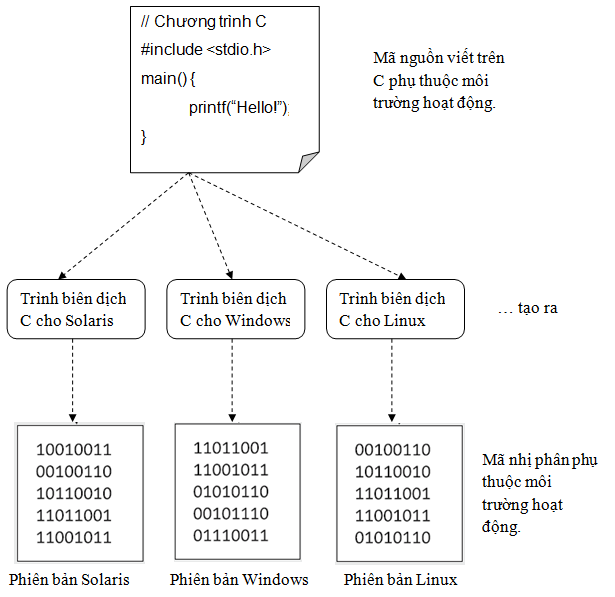 // Chương trình C
#include <stdio.h>
main() {
printf(“Hello!”);
}
Mã nguồn viết trên
C phụ thuộc môi
trường hoạt động.
Trình biên dịch
C cho Solaris
Trình biên dịch
C cho Windows
Trình biên dịch
C cho Linux
… tạo ra
10010011
00100110
10110010
11011001
11001011
11011001
11001011
01010110
00101110
01110011
00100110
10110010
11011001
11001011
01010110
Mã nhị phân phụ
thuộc môi
trường hoạt
động.
Phiên bản Solaris
Phiên bản Windows
Phiên bản Linux